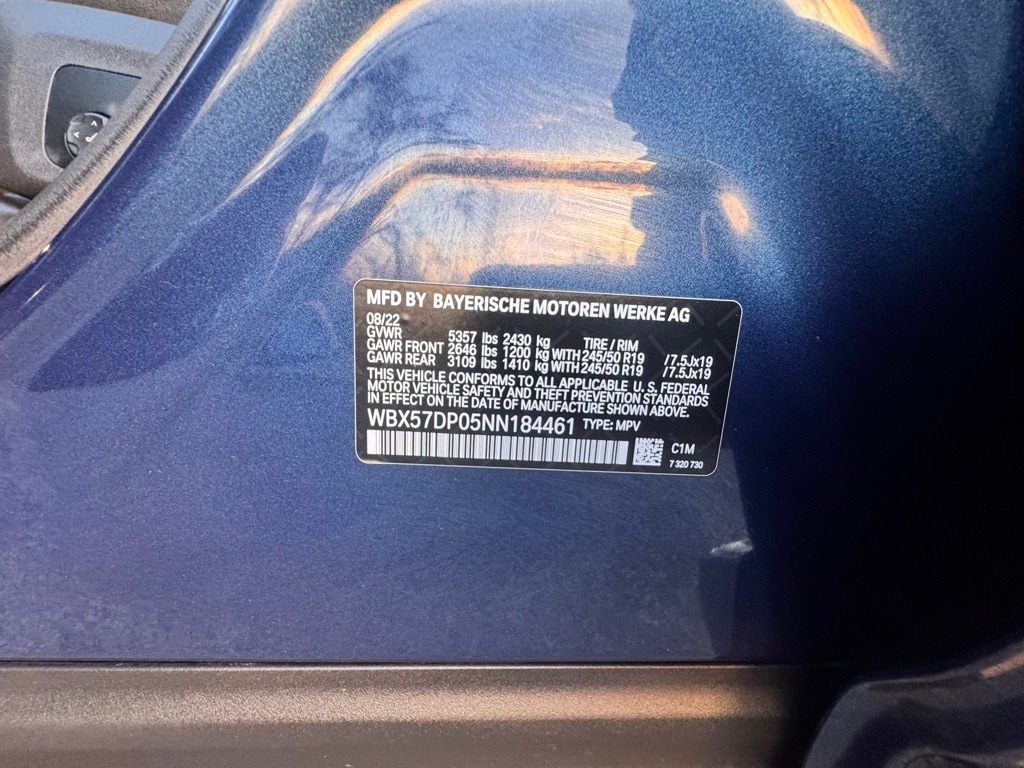 MFD BY BAYERISCHE MOTOREN WERKE AG
08/22
GVWR 5357 lbs 2430 kg TIRE / RIM
GAWR FRONT 2646 lbs 1200 kg WITH 245/50 R19 /7.5Jx19
GAWR REAR 3109 lbs 1410 kg WITH 245/50 R19 /7.5Jx19
THIS VEHICLE CONFORMS TO ALL APPLICABLE U. S. FEDERAL
MOTOR VEHICLE SAFETY AND THEFT PREVENTION STANDARDS
IN EFFECT ON THE DATE OF MANUFACTURE SHOWN ABOVE.
WBX57DP05NN184461 TYPE: MPV
C1M
7 320 730